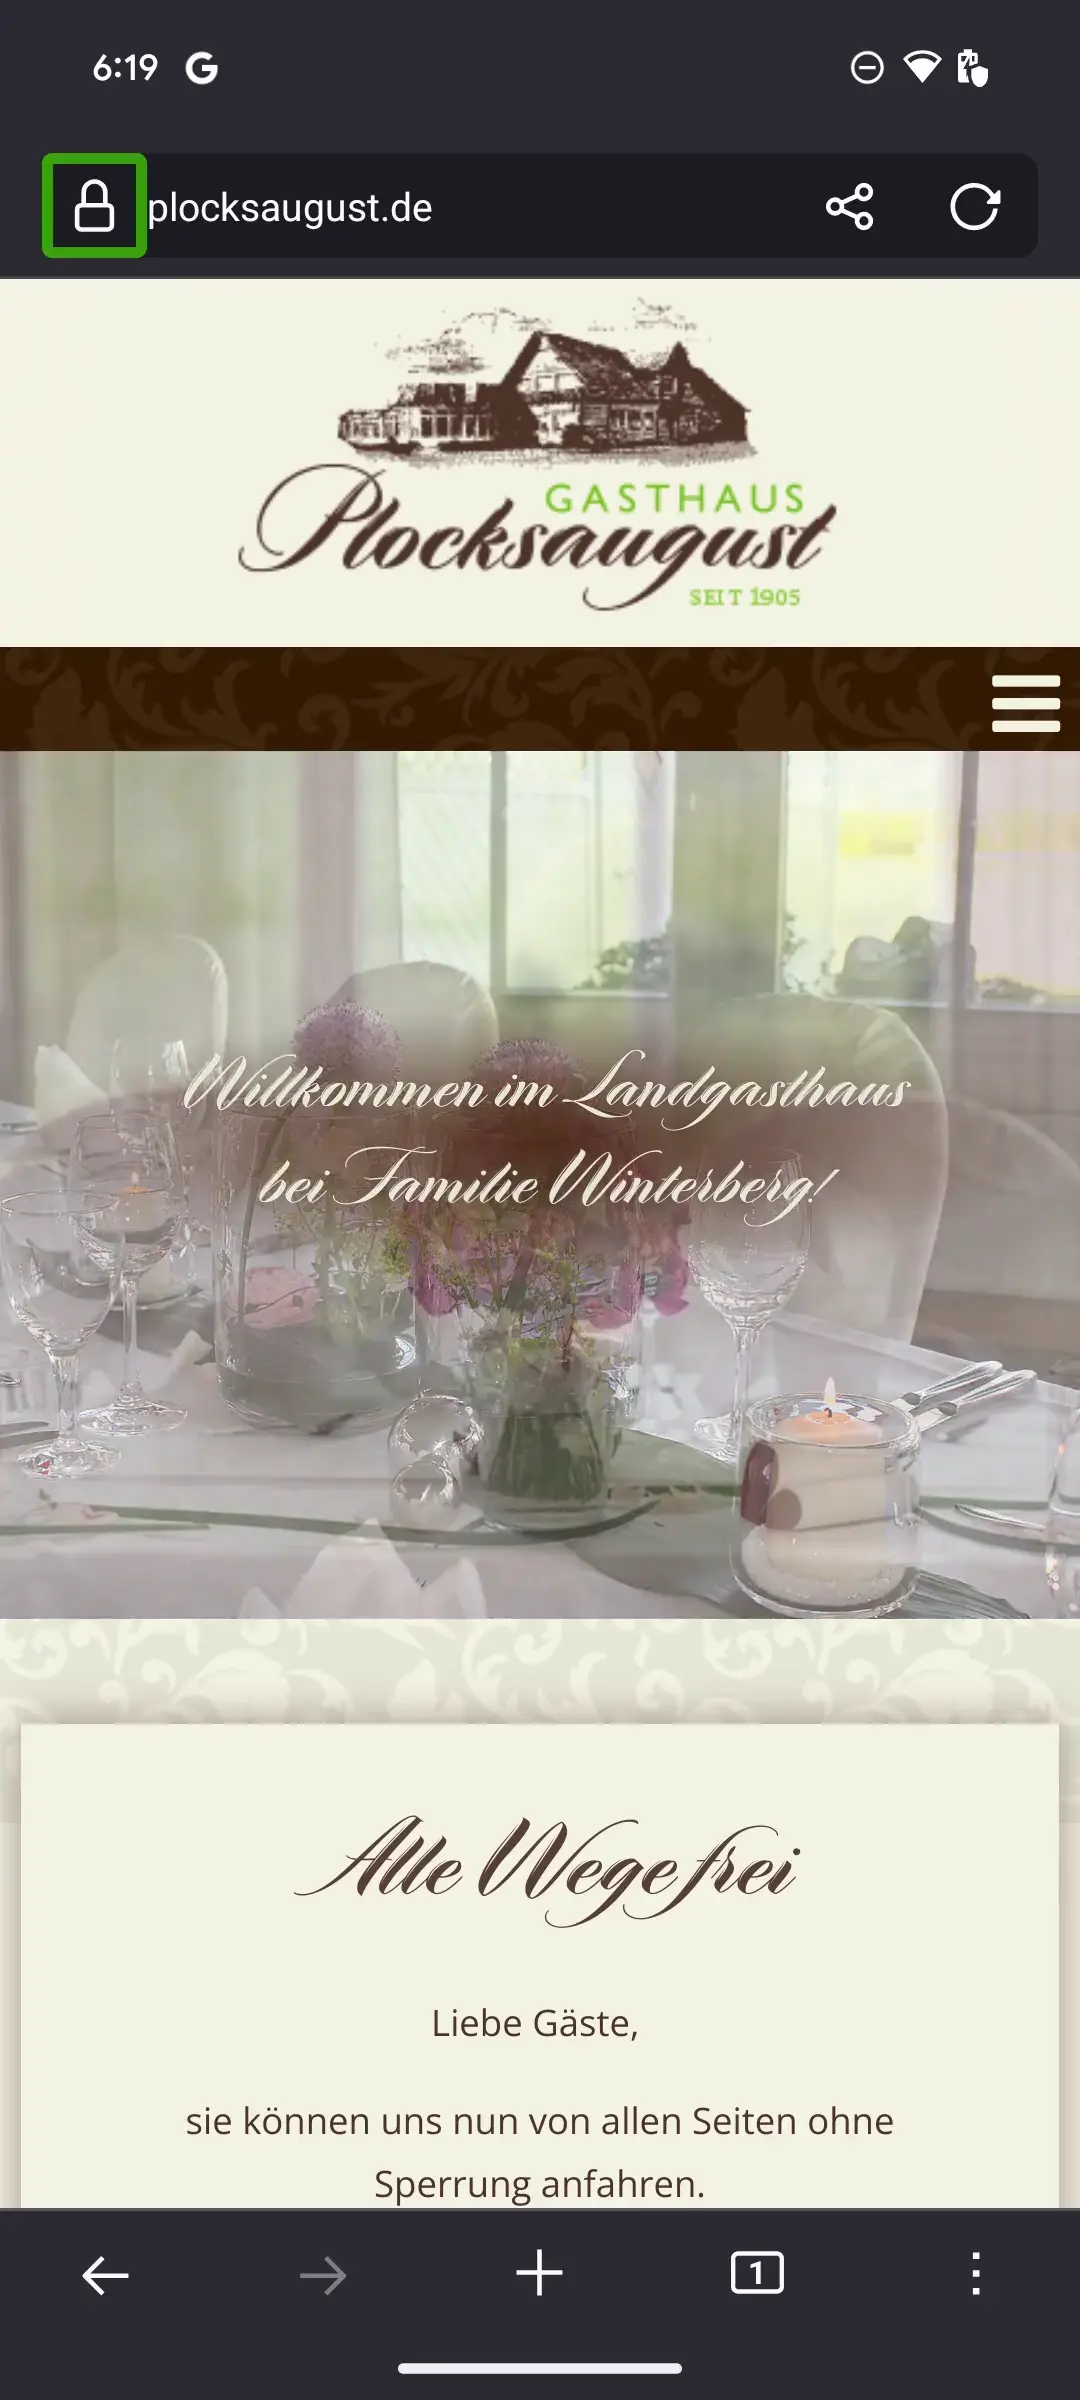 6:19
plocksaugust.de
GASTHAUS
Plocksaugust
SEIT 1905
Willkommen im Landgasthaus
bei Familie Winterberg!
Alle Wege frei
Liebe Gäste,
sie können uns nun von allen Seiten ohne
Sperrung anfahren.
1